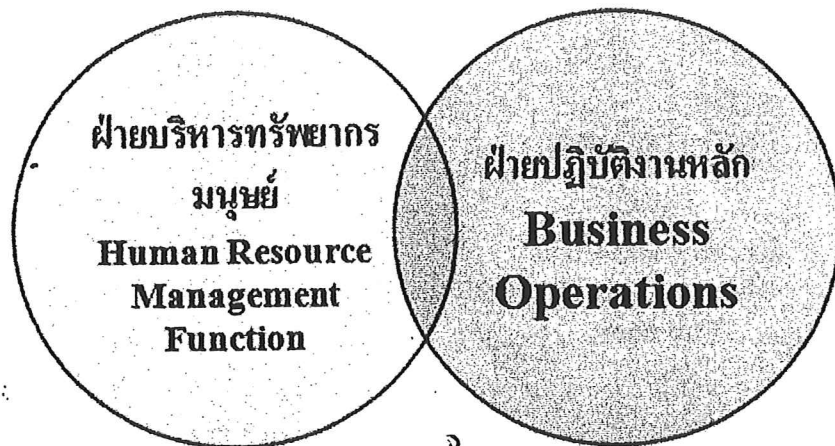 ฝ่ายบริหารทรัพยากร
มนุษย์
Human Resource
Management
Function
ฝ่ายปฏิบัติงานหลัก
Business
Operations